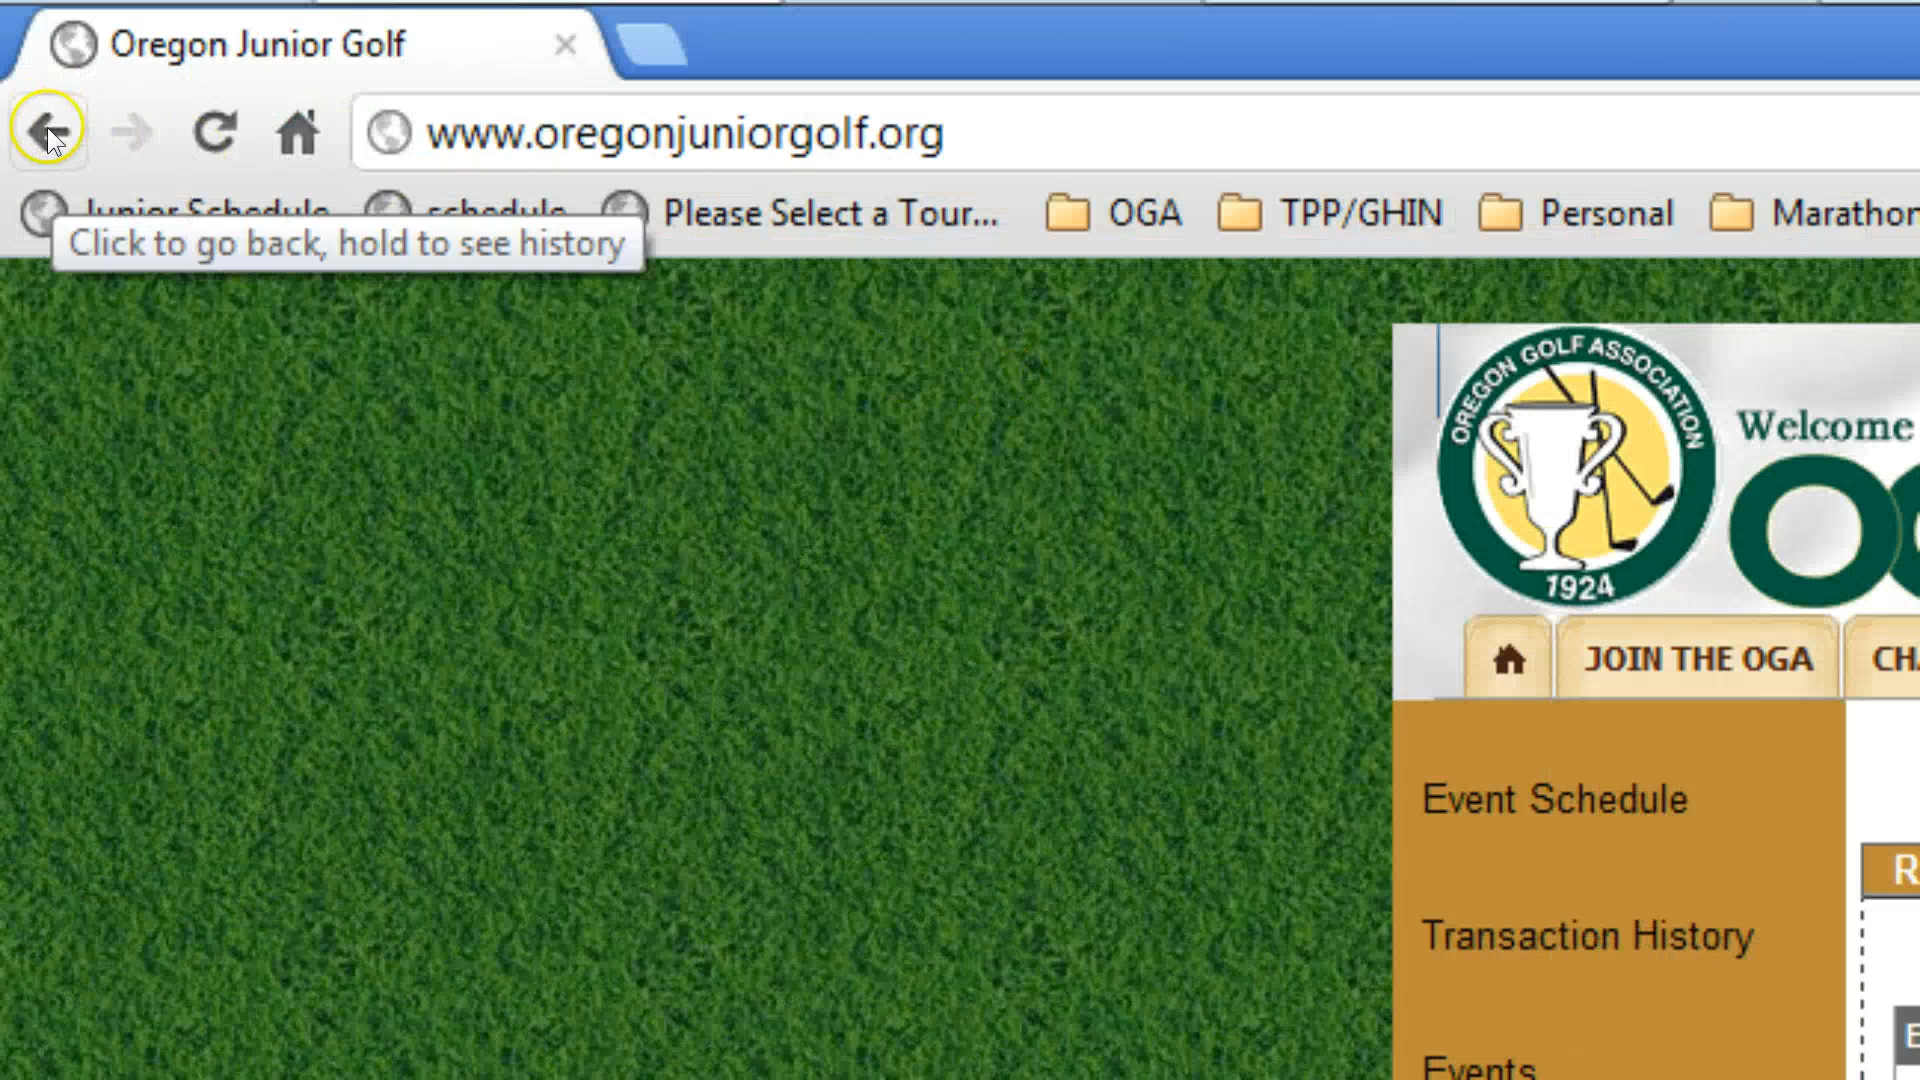 Oregon Junior Golf
www.oregonjuniorgolf.org
Junior Schedule schedule Please Select a Tour... OGA TPP/GHIN Personal Marathon
Click to go back, hold to see history
OREGON GOLF ASSOCIATION
1924
Welcome
JOIN THE OGA
Event Schedule
Transaction History
Events